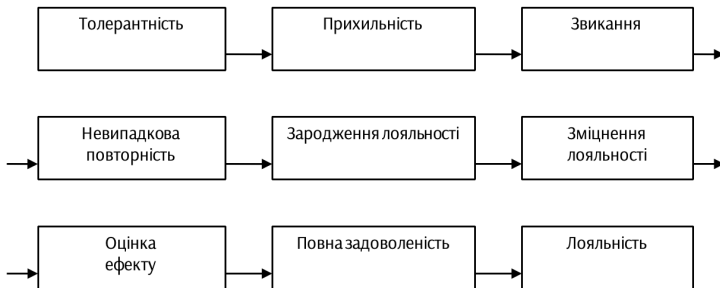 Толерантність
Прихильність
Звикання
Невипадкова
повторність
Зародження лояльності
Зміцнення
лояльності
Оцінка
ефекту
Повна задоволеність
Лояльність